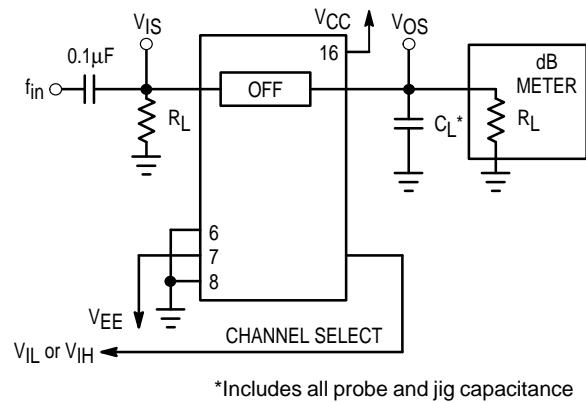 VCC
VIS
VOS
0.1μF
16
dB
METER
fin
OFF
RL
CL*
RL
6
7
8
VEE
CHANNEL SELECT
VIL or VIH
*Includes all probe and jig capacitance